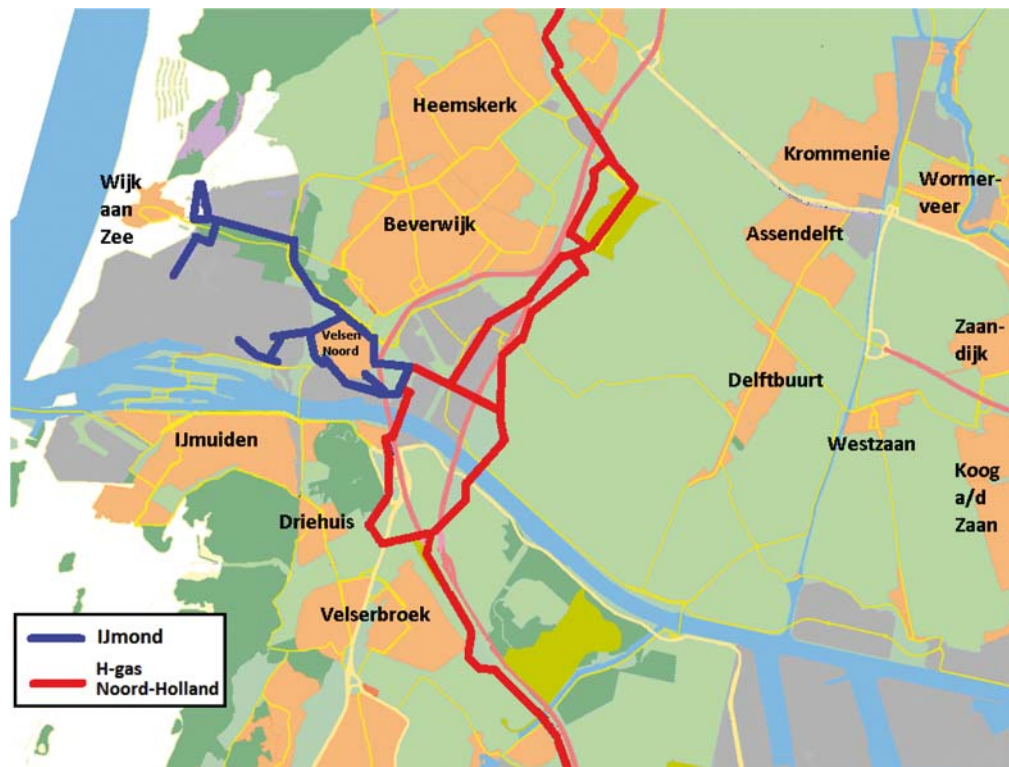 Heemskerk
Krommenie
Wormer-
veer
Wijk
aan
Zee
Beverwijk
Assendelft
Velsen
Noord
Zaan-
dijk
Delftbuurt
IJmuiden
Westzaan
Koog
a/d
Zaan
Driehuis
Velserbroek
IJmond
H-gas
Noord-Holland